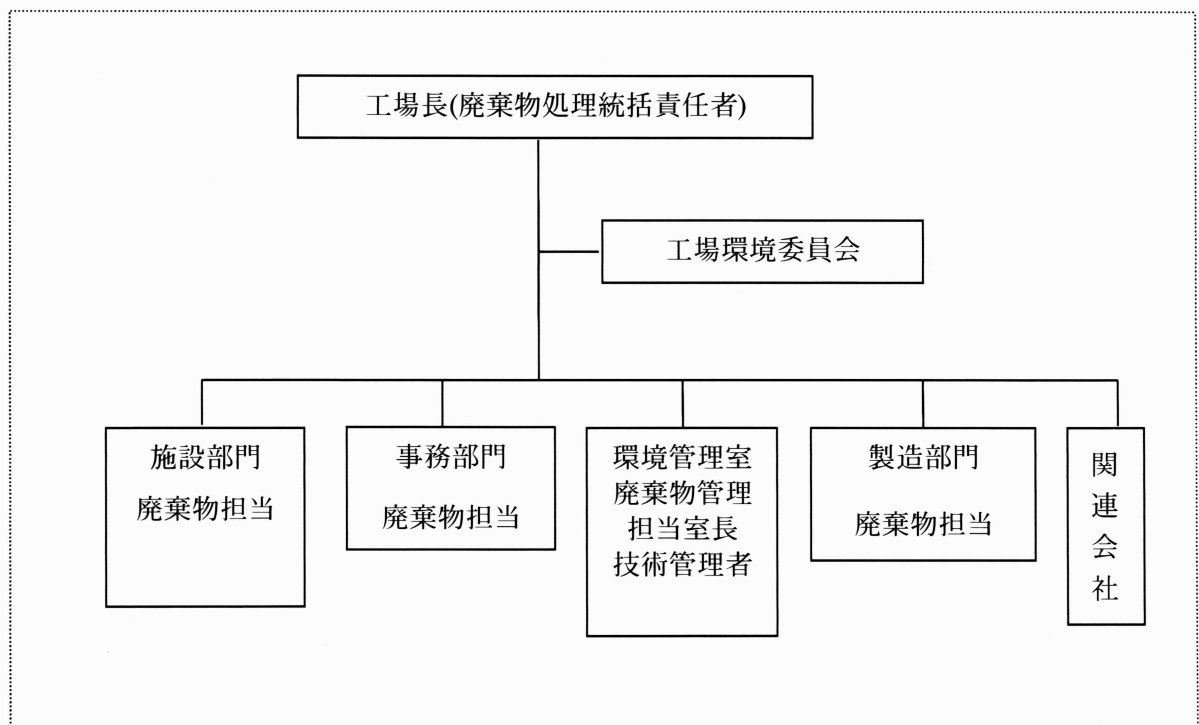 工場長(廃棄物処理統括責任者)
工場環境委員会
施設部門
廃棄物担当
事務部門
廃棄物担当
環境管理室
廃棄物管理
担当室長
技術管理者
製造部門
廃棄物担当
関連会社